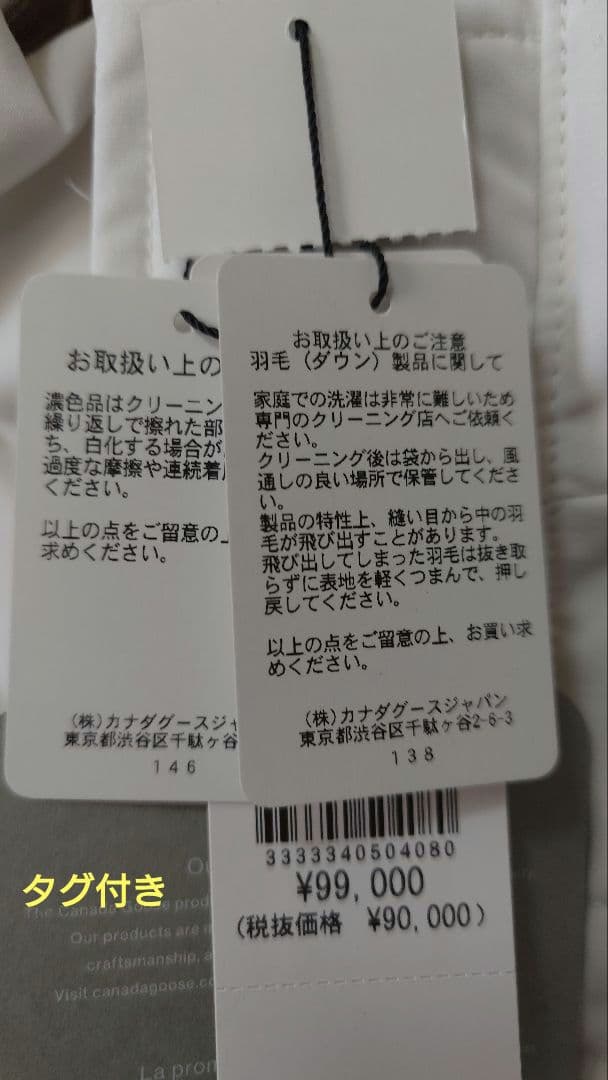 お取扱い上の
濃色品はクリーニン
繰り返しで擦れた部
ち、白化する場合が
過度な摩擦や連続着
ください。
以上の点をご留意の上
求めください。
(株)カナダグースジャ
東京都渋谷区千駄ヶ谷
146
お取扱い上のご注意
羽毛（ダウン）製品に関して
家庭での洗濯は非常に難しいため
専門のクリーニング店へご依頼く
ださい。
クリーニング後は袋から出し、風
通しの良い場所で保管してくださ
い。
製品の特性上、縫い目から中の羽
毛が飛び出すことがあります。
飛び出してしまった羽毛は抜き取
らずに表地を軽くつまんで、押し
戻してください。
以上の点をご留意の上、お買い求
めください。
(株)カナダグースジャパン
東京都渋谷区千駄ヶ谷2-6-3
138
3333340504080
¥99,000
(税抜価格 ¥90,000)
タグ付き
Ou
The Canada Goose prod
Our products are
craftsmanship, a
Visit canadagoose.c
La prom